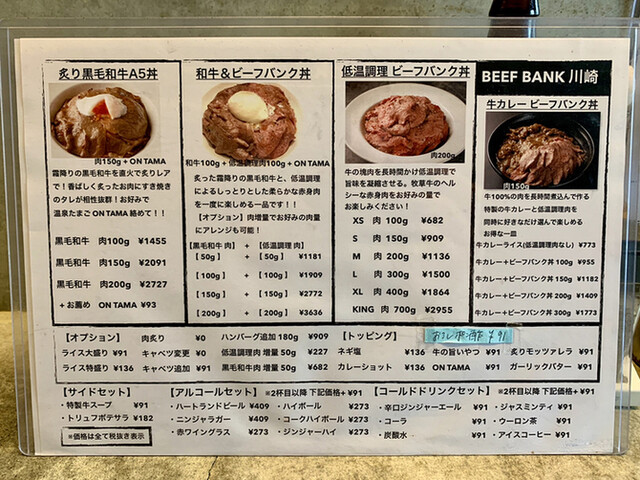 炙り黒毛和牛A5丼
肉150g + ON TAMA
霜降りの黒毛和牛を直火で炙りレア
で！香ばしく炙ったお肉にすき焼き
のタレが相性抜群！お好みで
温泉たまご ON TAMA 絡めて！！
黒毛和牛 肉100g ¥1455
黒毛和牛 肉150g ¥2091
黒毛和牛 肉200g ¥2727
+ お薦め ON TAMA ¥93
和牛＆ビーフバンク丼
和牛100g + 低温調理肉100g + ON TAMA
炙った霜降りの黒毛和牛と、低温調理
によるしっとりとした柔らかな赤身肉
を一度に楽しめる一品です！！
【オプション】肉増量でお好みの肉量
にアレンジも可能！
【黒毛和牛 肉】 + 【低温調理 肉】
【50g】 + 【50g】 ¥1181
【100g】 + 【100g】 ¥1909
【150g】 + 【150g】 ¥2772
【200g】 + 【200g】 ¥3636
低温調理 ビーフバンク丼
肉200g
牛の塊肉を長時間かけ低温調理で
旨味を凝縮させる。牧草牛のヘル
シーな赤身肉をお好みの量で
お楽しみください！
XS 肉 100g ¥682
S 肉 150g ¥909
M 肉 200g ¥1136
L 肉 300g ¥1500
XL 肉 400g ¥1864
KING 肉 700g ¥2955
BEEF BANK 川崎
牛カレー ビーフバンク丼
肉150g
牛100%の肉を長時間煮込んで作る
特製の牛カレーと低温調理肉を
同時に好きなだけ選んで楽しめる
お得な一皿
牛カレーライス(低温調理肉なし) ¥773
牛カレー+ビーフバンク丼 100g ¥955
牛カレー+ビーフバンク丼 150g ¥1182
牛カレー+ビーフバンク丼 200g ¥1409
牛カレー+ビーフバンク丼 300g ¥1773
【オプション】 肉炙り ¥0 ハンバーグ追加 180g ¥909
ライス大盛り ¥91 キャベツ変更 ¥0 低温調理肉 増量 50g ¥227
ライス特盛り ¥136 キャベツ追加 ¥91 黒毛和牛肉 増量 50g ¥682
【トッピング】
¥91
ネギ塩 ¥136 牛の旨いやつ ¥91 炙りモッツァレラ ¥91
カレーショット ¥136 ON TAMA ¥91 ガーリックバター ¥91
【サイドセット】
・特製牛スープ ¥91
・トリュフポテサラ ¥182
※価格は全て税抜き表示
【アルコールセット】 ※2杯目以降 下記価格+ ¥91
・ハートランドビール ¥409 ・ハイボール ¥273
・ニンジャラガー ¥409 ・コークハイボール ¥273
・赤ワイングラス ¥273 ・ジンジャーハイ ¥273
【コールドドリンクセット】 ※2杯目以降 下記価格+ ¥91
・辛口ジンジャーエール ¥91 ・ジャスミンティ ¥91
・コーラ ¥91 ・ウーロン茶 ¥91
・炭酸水 ¥91 ・アイスコーヒー ¥91